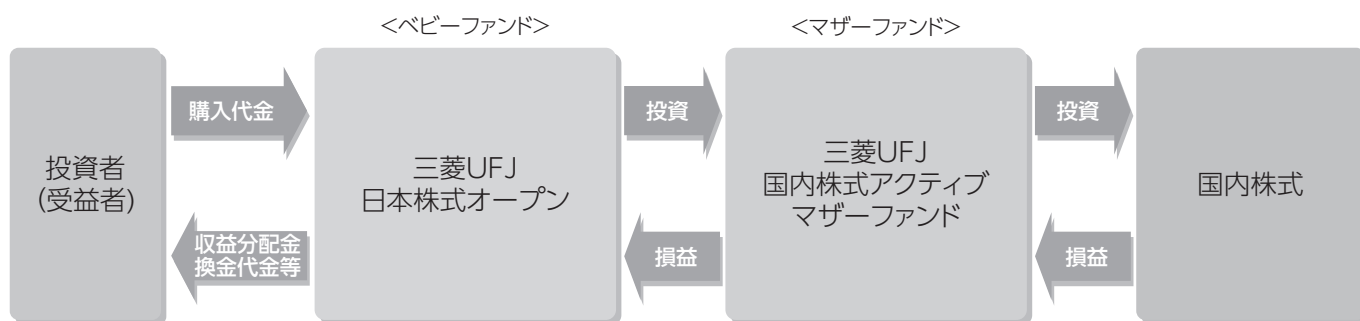 <ベビーファンド>
<マザーファンド>
投資者
(受益者)
購入代金
収益分配金
換金代金等
三菱UFJ
日本株式オープン
投資
損益
三菱UFJ
国内株式アクティブ
マザーファンド
投資
損益
国内株式